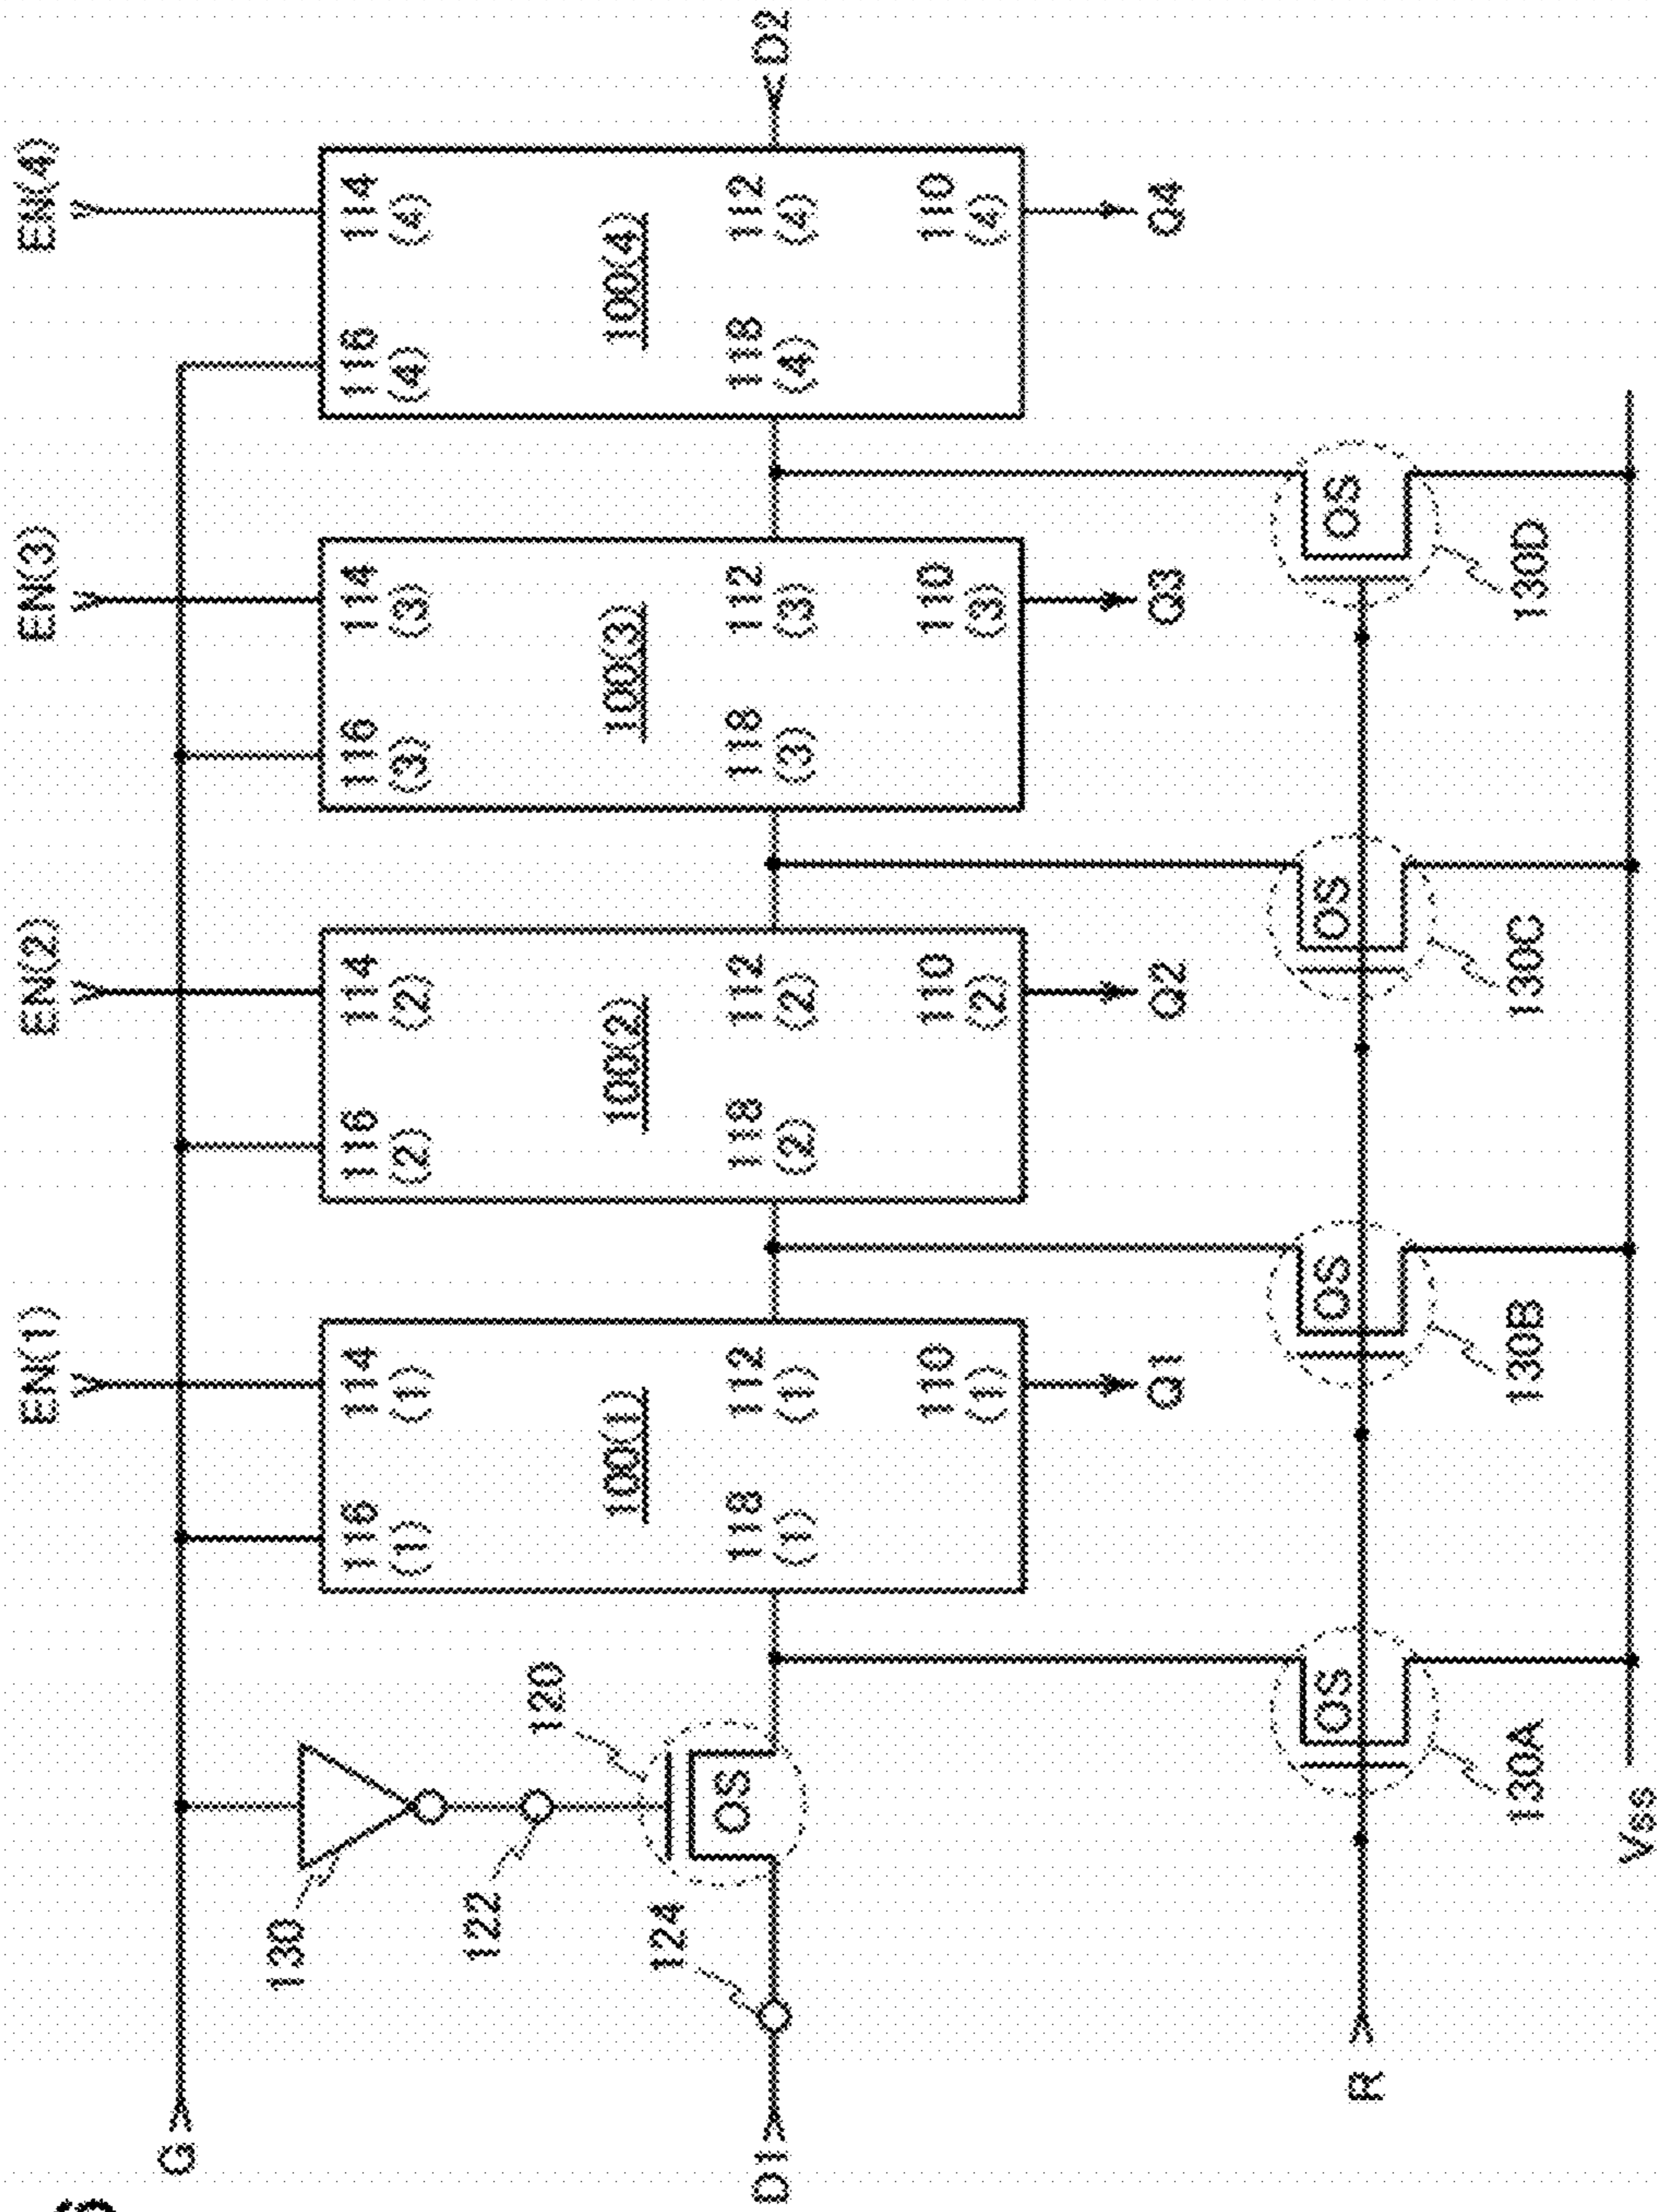 EN(1) EN(2) EN(3) EN(4)
G
130
116 114 116 114 116 114 116 114
(1) (1) (2) (2) (3) (3) (4) (4)
122
120
100(1) 100(2) 100(3) 100(4)
124
OS
118 112 118 112 118 112 118 112
(1) (1) (2) (2) (3) (3) (4) (4)
D1 D2
110 110 110 110
(1) (2) (3) (4)
Q1 Q2 Q3 Q4
OS OS OS OS
R
130A 130B 130C 130D
Vss